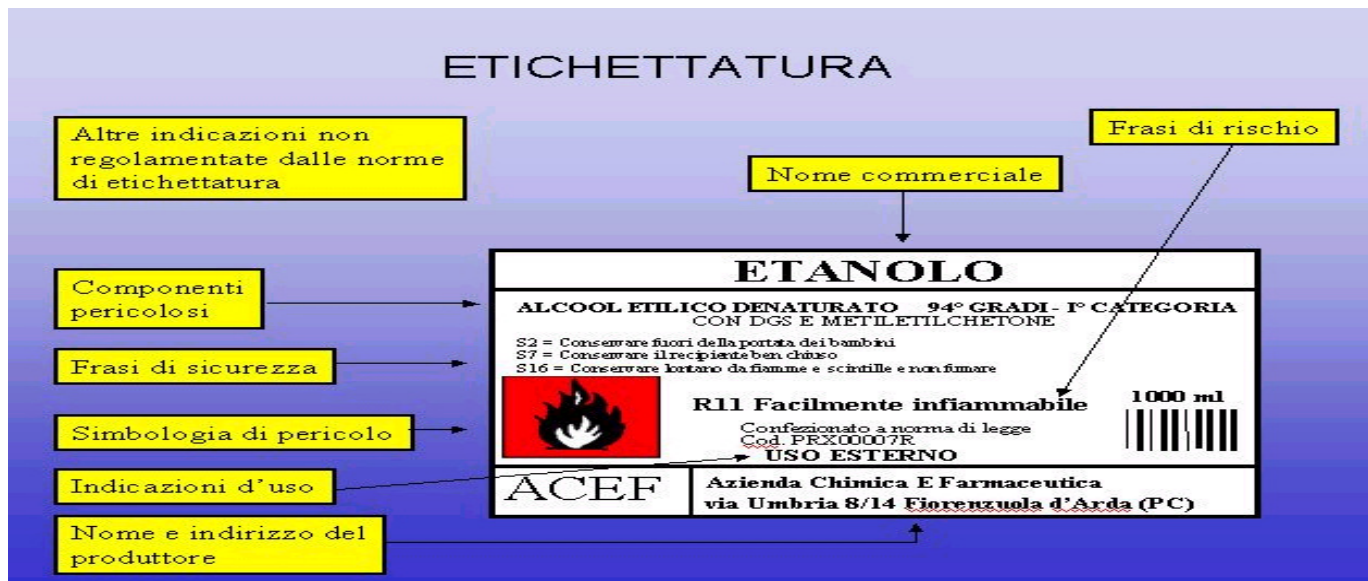 ETICHETTATURA
Altre indicazioni non
regolamentate dalle norme
di etichettatura
Frasi di rischio
Nome commerciale
Componenti
pericolosi
Frasi di sicurezza
Simbologia di pericolo
Indicazioni d'uso
Nome e indirizzo del
produttore
ETANOLO
ALCOOL ETILICO DENATURATO 94° GRADI - I° CATEGORIA
CON DGS E METILETILCHETONE
S2 = Conservare fuori della portata dei bambini
S7 = Conservare il recipiente ben chiuso
S16 = Conservare lontano da fiamme e scintille e non fumare
R11 Facilmente infiammabile
1000 ml
Confezionato a norma di legge
Cod. PRX00007R
USO ESTERNO
ACEF
Azienda Chimica E Farmaceutica
via Umbria 8/14 Fiorenzuola d'Arda (PC)